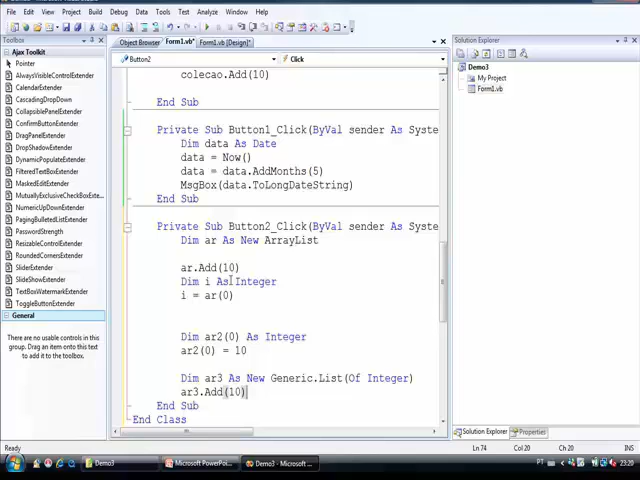 File Edit View Project Build Debug Data Tools Test Analyze Window Help
Toolbox
Ajax Toolkit
Pointer
AlwaysVisibleControlExtender
CalendarExtender
CascadingDropDown
CollapsiblePanelExtender
ConfirmButtonExtender
DragPanelExtender
DropShadowExtender
DynamicPopulateExtender
FilteredTextBoxExtender
MaskedEditExtender
MutuallyExclusiveCheckBoxExte...
NumericUpDownExtender
PagingBulletedListExtender
PasswordStrength
ResizableControlExtender
RoundedCornersExtender
SliderExtender
SlideShowExtender
TextBoxWatermarkExtender
ToggleButtonExtender
General
There are no usable controls in this group. Drag an item onto this text to add it to the toolbox.
Object Browser Form1.vb* Form1.vb [Design]*
Button2 Click
colecao.Add(10)
End Sub
Private Sub Button1_Click(ByVal sender As Syste
Dim data As Date
data = Now()
data = data.AddMonths(5)
MsgBox(data.ToLongDateString)
End Sub
Private Sub Button2_Click(ByVal sender As Syste
Dim ar As New ArrayList
ar.Add(10)
Dim i As Integer
i = ar(0)
Dim ar2(0) As Integer
ar2(0) = 10
Dim ar3 As New Generic.List(Of Integer)
ar3.Add(10)
End Sub
End Class
Solution Explorer
Demo3
My Project
Form1.vb
Solution Explorer Properties
Ready Ln 74 Col 20 Ch 20
Demo3 Microsoft PowerP... Demo3 - Microsoft ... PT 23:20